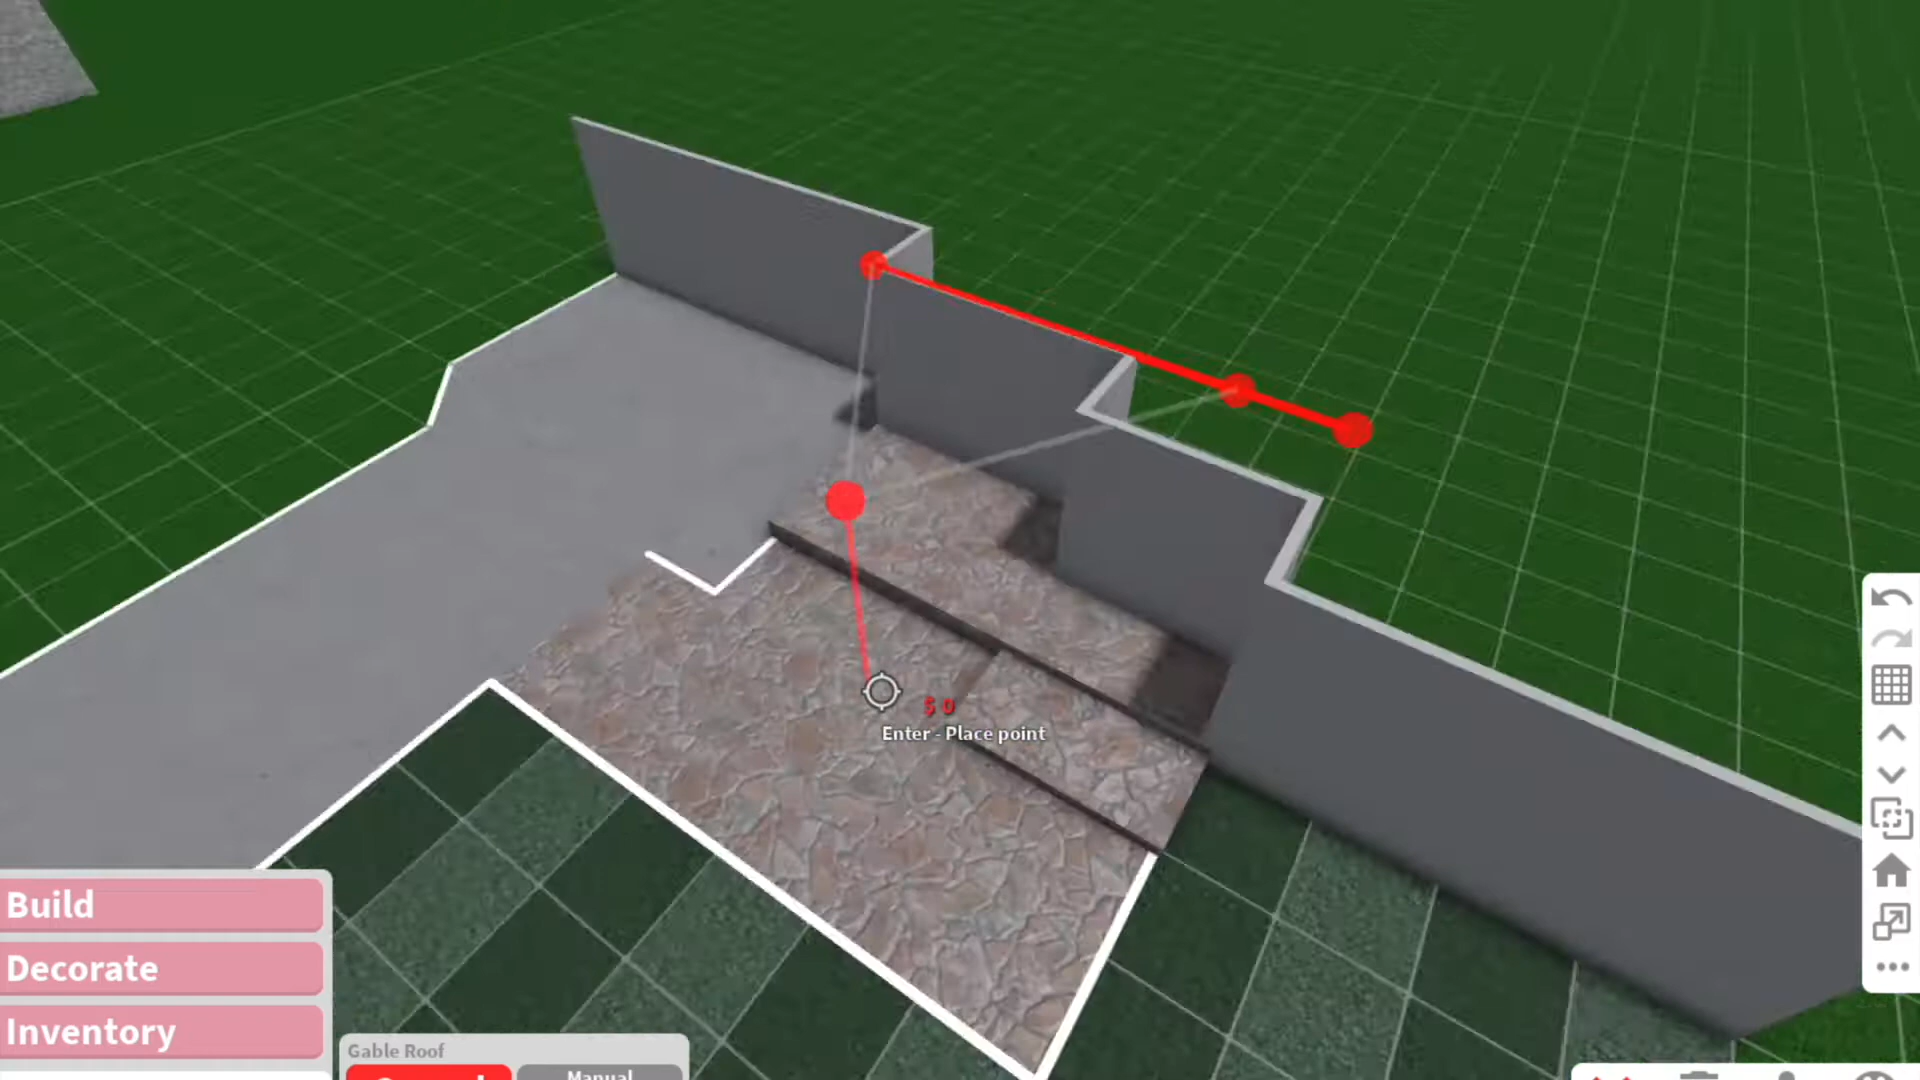 $ 0
Enter - Place point
Build
Decorate
Inventory
Gable Roof
Manual